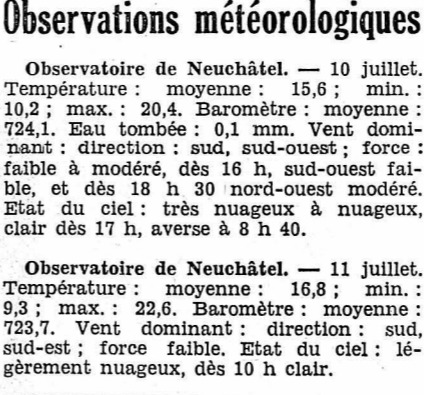 Observations météorologiques
Observatoire de Neuchâtel. — 10 juillet.
Température : moyenne : 15,6 ; min. :
10,2 ; max. : 20,4. Baromètre : moyenne :
724,1. Eau tombée : 0,1 mm. Vent domi-
nant : direction : sud, sud-ouest ; force :
faible à modéré, dès 16 h, sud-ouest fai-
ble, et dès 18 h 30 nord-ouest modéré.
Etat du ciel : très nuageux à nuageux,
clair dès 17 h, averse à 8 h 40.
Observatoire de Neuchâtel. — 11 juillet.
Température : moyenne : 16,8 ; min. :
9,3 ; max. : 22,6. Baromètre : moyenne :
723,7. Vent dominant : direction : sud,
sud-est ; force faible. Etat du ciel : lé-
gèrement nuageux, dès 10 h clair.